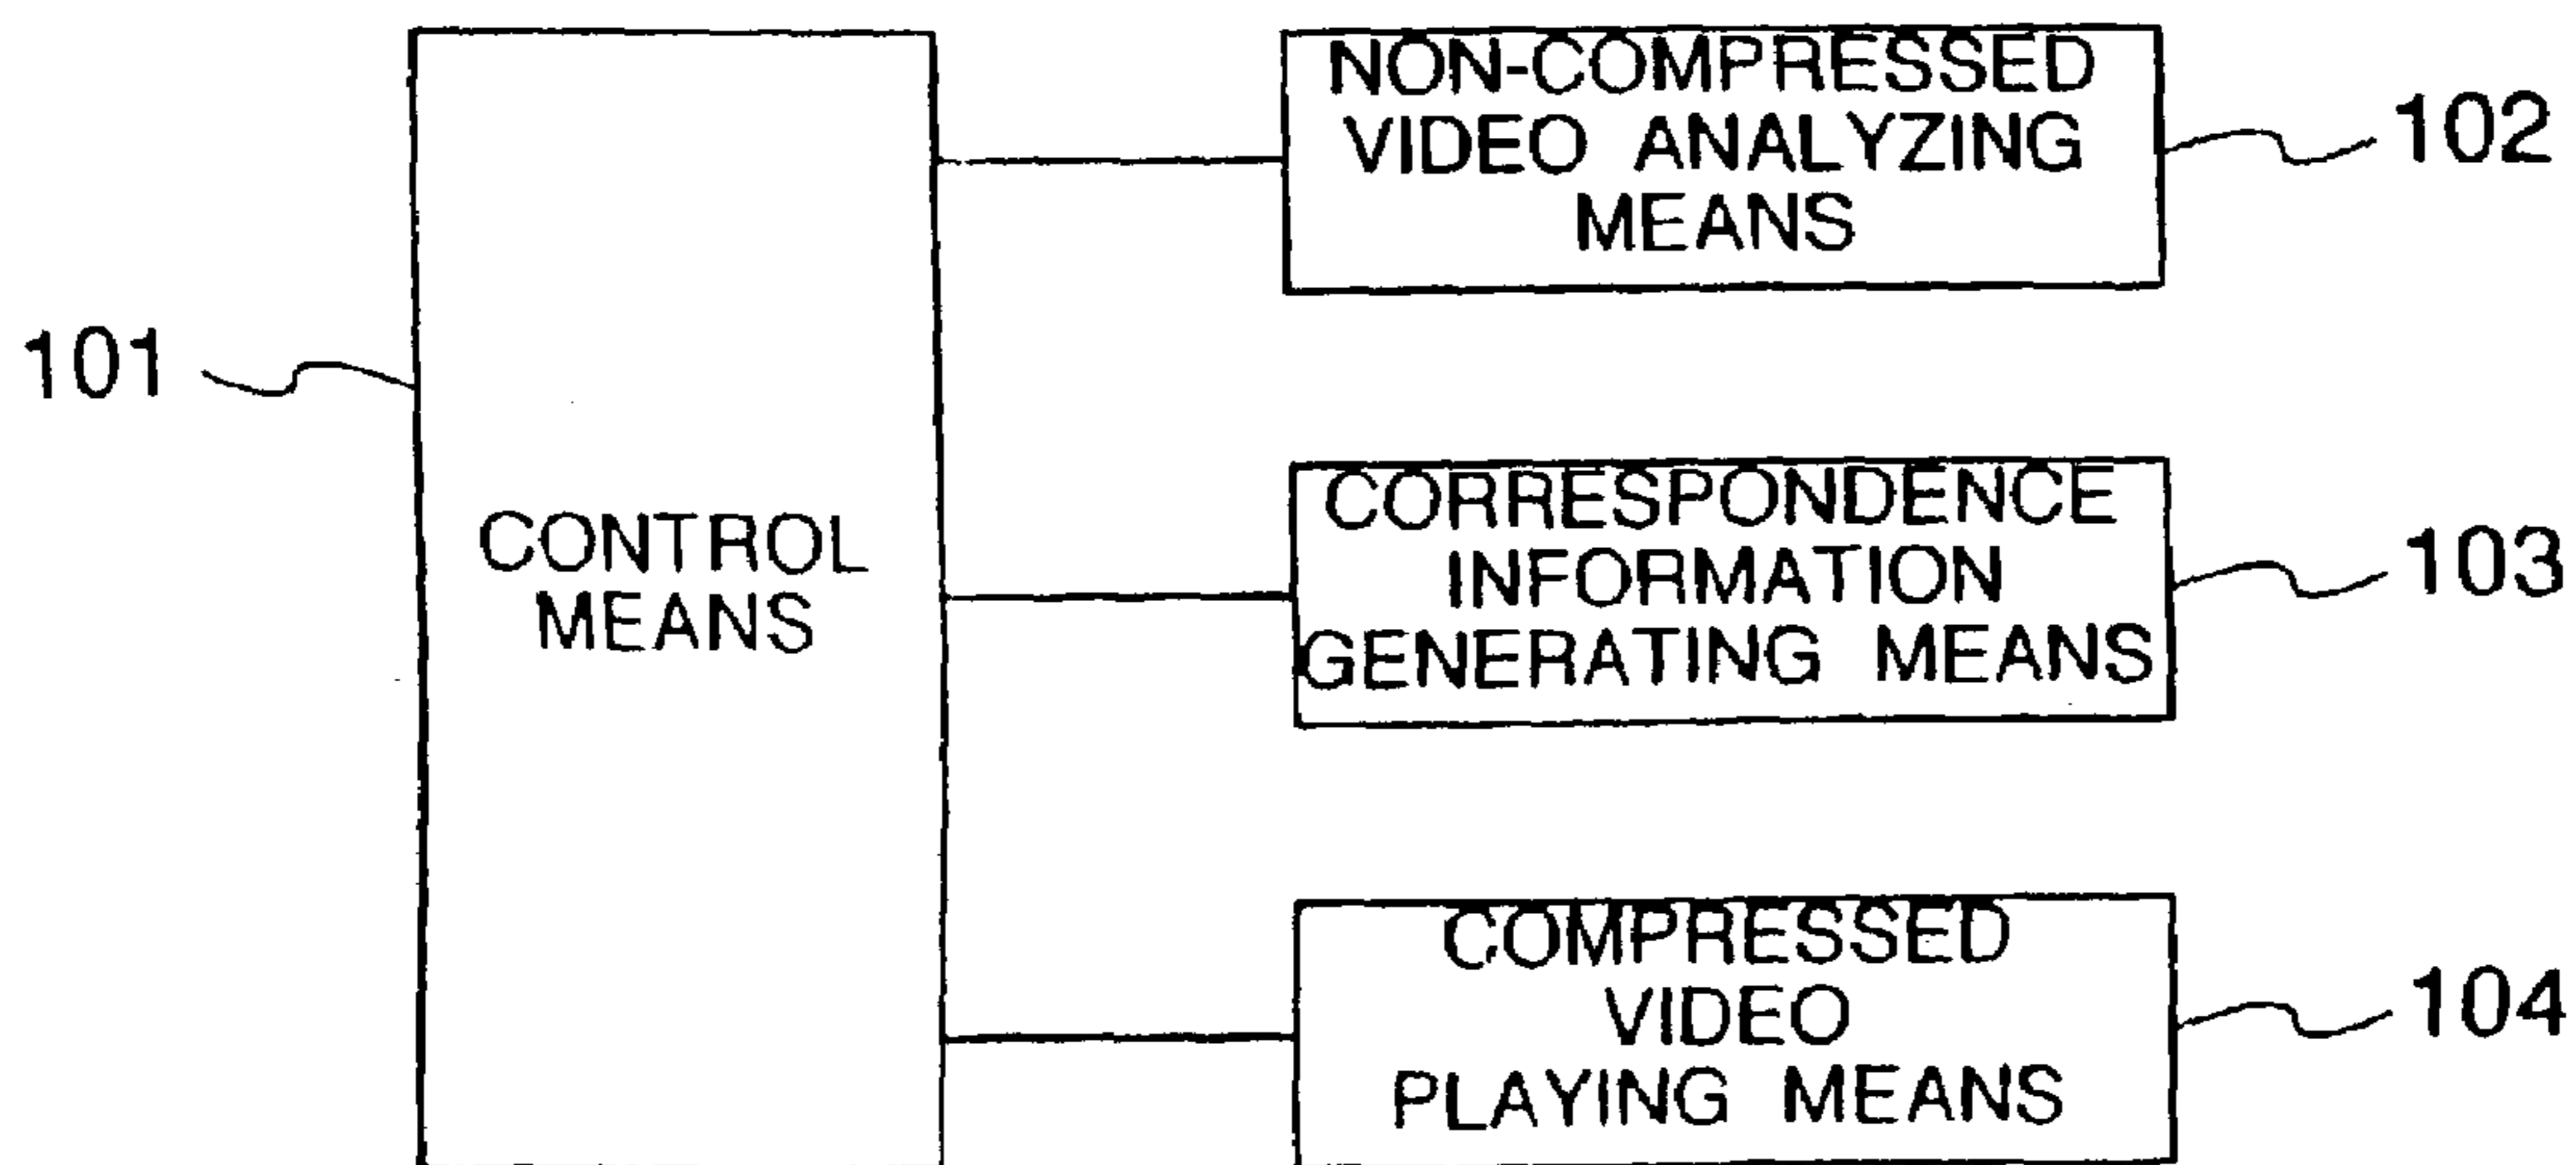 101
CONTROL
MEANS
NON-COMPRESSED
VIDEO ANALYZING
MEANS
102
CORRESPONDENCE
INFORMATION
GENERATING MEANS
103
COMPRESSED
VIDEO
PLAYING MEANS
104